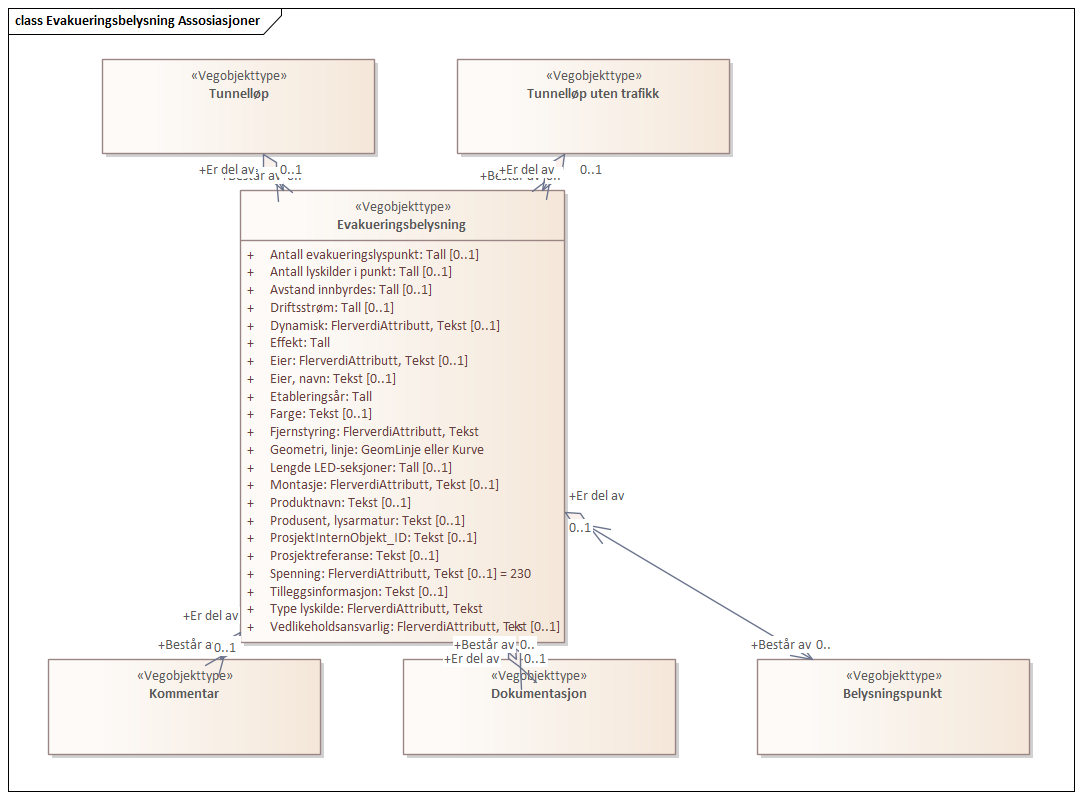 class Evakueringsbelysning Assosiasjoner
«Vegobjekttype»
Tunnelløp
«Vegobjekttype»
Tunnelløp uten trafikk
+Er del av
0..1
+Består av 0..
+Er del av
0..1
+Består av 0..
«Vegobjekttype»
Evakueringsbelysning
+ Antall evakueringslyspunkt: Tall [0..1]
+ Antall lyskilder i punkt: Tall [0..1]
+ Avstand innbyrdes: Tall [0..1]
+ Driftsstrøm: Tall [0..1]
+ Dynamisk: FlerverdiAttributt, Tekst [0..1]
+ Effekt: Tall
+ Eier: FlerverdiAttributt, Tekst [0..1]
+ Eier, navn: Tekst [0..1]
+ Etableringsår: Tall
+ Farge: Tekst [0..1]
+ Fjernstyring: FlerverdiAttributt, Tekst
+ Geometri, linje: GeomLinje eller Kurve
+ Lengde LED-seksjoner: Tall [0..1]
+ Montasje: FlerverdiAttributt, Tekst [0..1]
+ Produktnavn: Tekst [0..1]
+ Produsent, lysarmatur: Tekst [0..1]
+ ProsjektInternObjekt_ID: Tekst [0..1]
+ Prosjektreferanse: Tekst [0..1]
+ Spenning: FlerverdiAttributt, Tekst [0..1] = 230
+ Tilleggsinformasjon: Tekst [0..1]
+ Type lyskilde: FlerverdiAttributt, Tekst
+ Vedlikeholdsansvarlig: FlerverdiAttributt, Tekst [0..1]
+Er del av
0..1
+Er del av
+Består a
0..1
+Består av
0..
+Er del av
0..1
+Består av 0..
«Vegobjekttype»
Kommentar
«Vegobjekttype»
Dokumentasjon
«Vegobjekttype»
Belysningspunkt